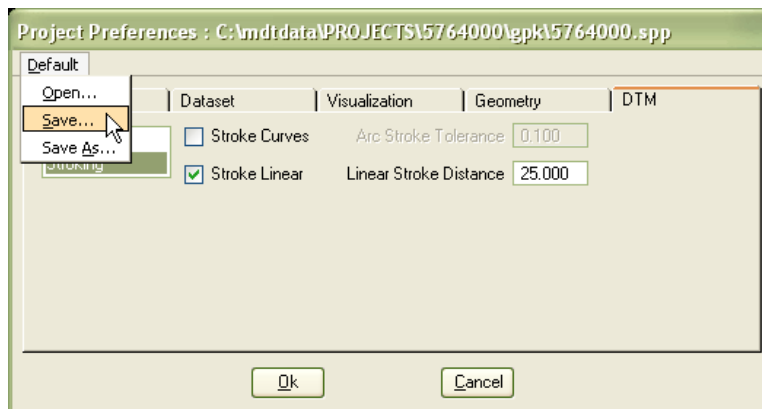 Project Preferences : C:\mdtdata\PROJECTS\5764000\gpk\5764000.spp
Default
Open...
Save...
Save As...
Dataset
Visualization
Geometry
DTM
Stroke Curves
Arc Stroke Tolerance 0.100
Stroking
Stroke Linear
Linear Stroke Distance 25.000
Ok
Cancel